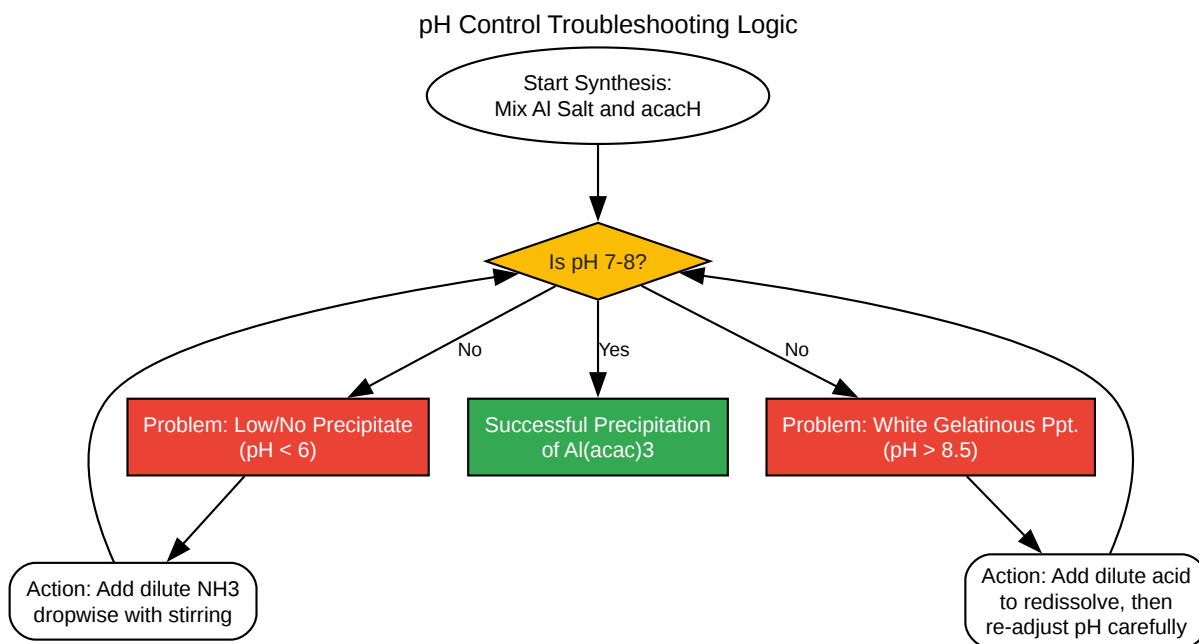 pH Control Troubleshooting Logic
Start Synthesis:
Mix Al Salt and acacH
Is pH 7-8?
No
Yes
No
Problem: Low/No Precipitate
(pH < 6)
Successful Precipitation
of Al(acac)3
Problem: White Gelatinous Ppt.
(pH > 8.5)
Action: Add dilute NH3
dropwise with stirring
Action: Add dilute acid
to redissolve, then
re-adjust pH carefully